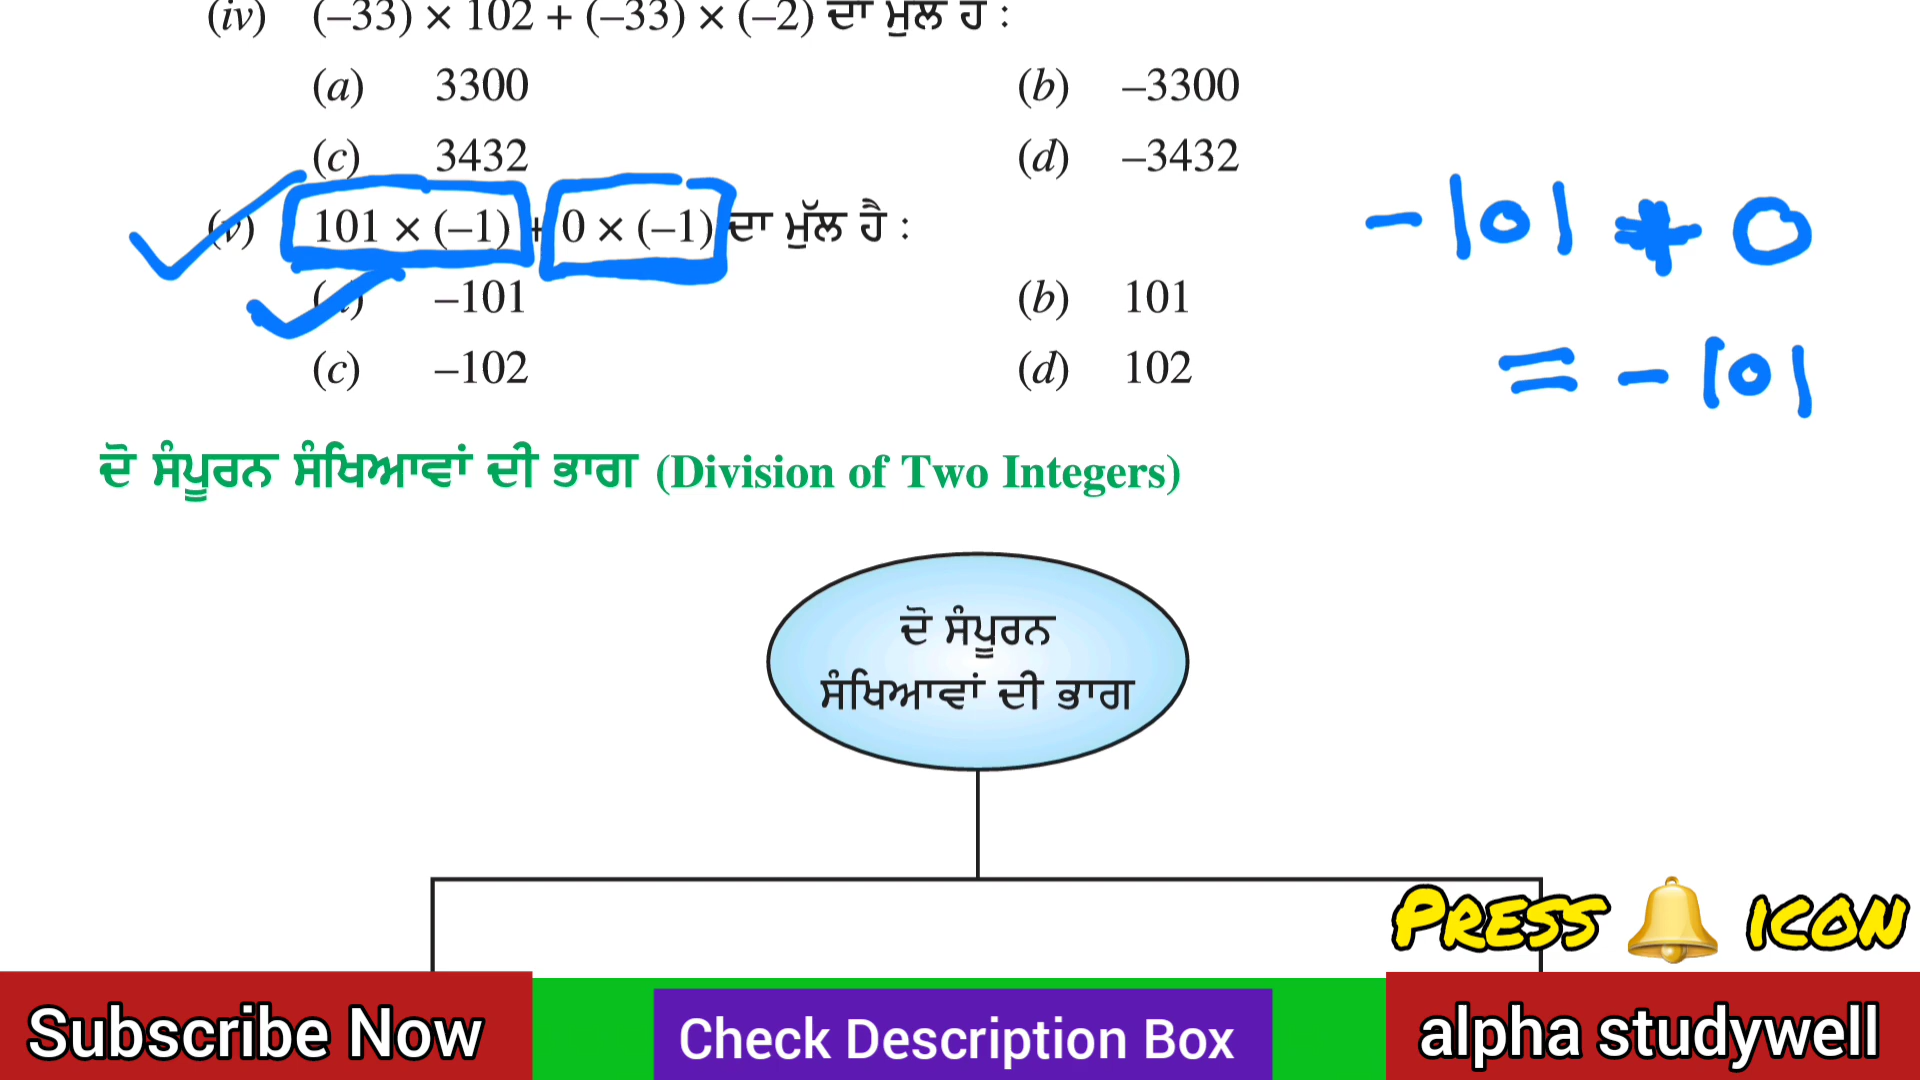 (iv) (–33) × 102 + (–33) × (–2) ਦਾ ਮੁੱਲ ਹੈ :
(a) 3300 (b) –3300
(c) 3432 (d) –3432
(v) 101 × (–1) + 0 × (–1) ਦਾ ਮੁੱਲ ਹੈ :
(a) –101 (b) 101
(c) –102 (d) 102
-101 + 0
= -101
ਦੋ ਸੰਪੂਰਨ ਸੰਖਿਆਵਾਂ ਦੀ ਭਾਗ (Division of Two Integers)
ਦੋ ਸੰਪੂਰਨ
ਸੰਖਿਆਵਾਂ ਦੀ ਭਾਗ
PRESS 🔔 ICON
Subscribe Now
Check Description Box
alpha studywell